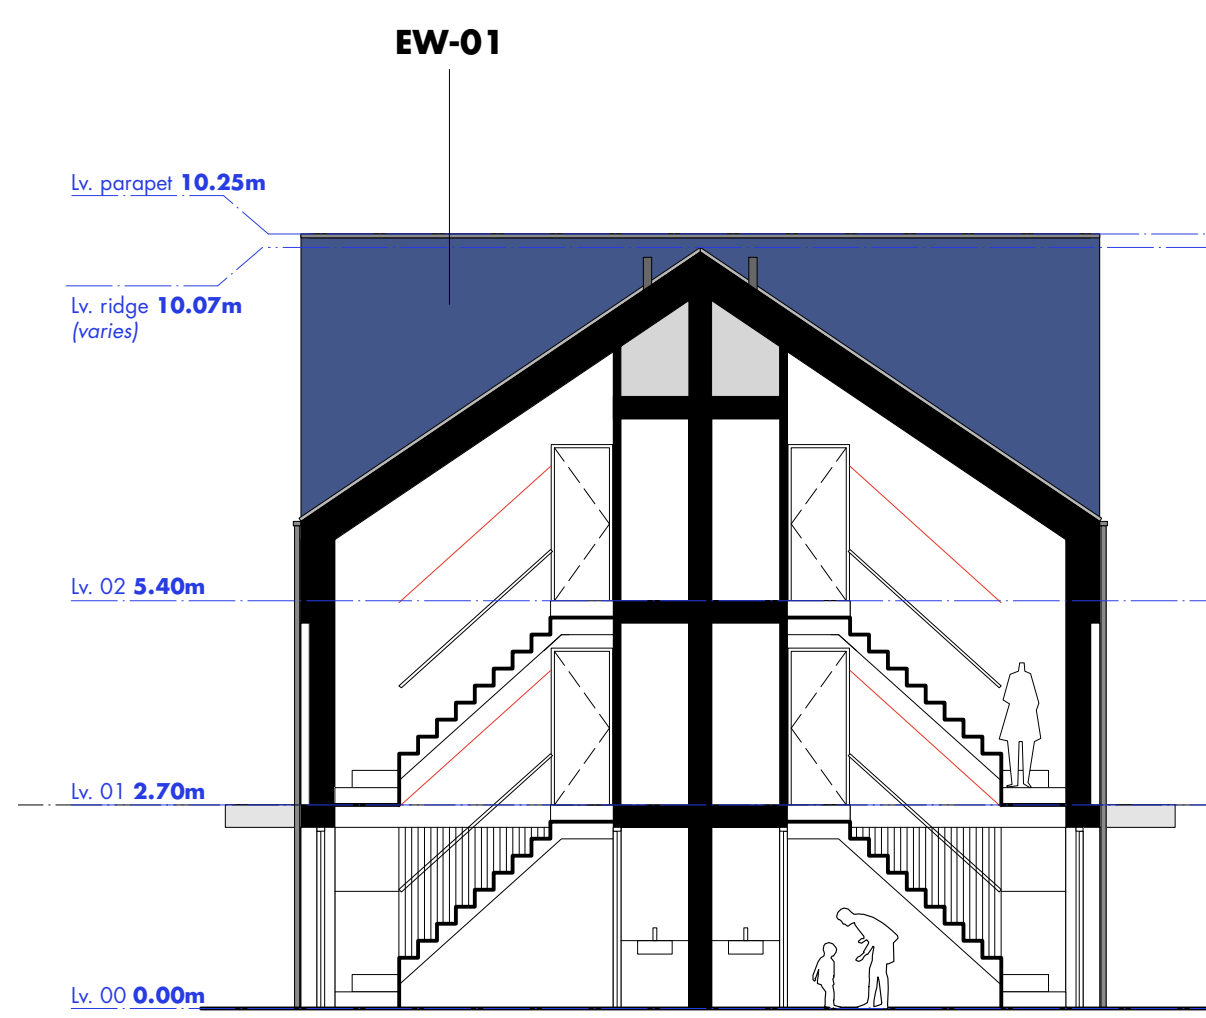 EW-01
Lv. parapet 10.25m
Lv. ridge 10.07m
(varies)
Lv. 02 5.40m
Lv. 01 2.70m
Lv. 00 0.00m